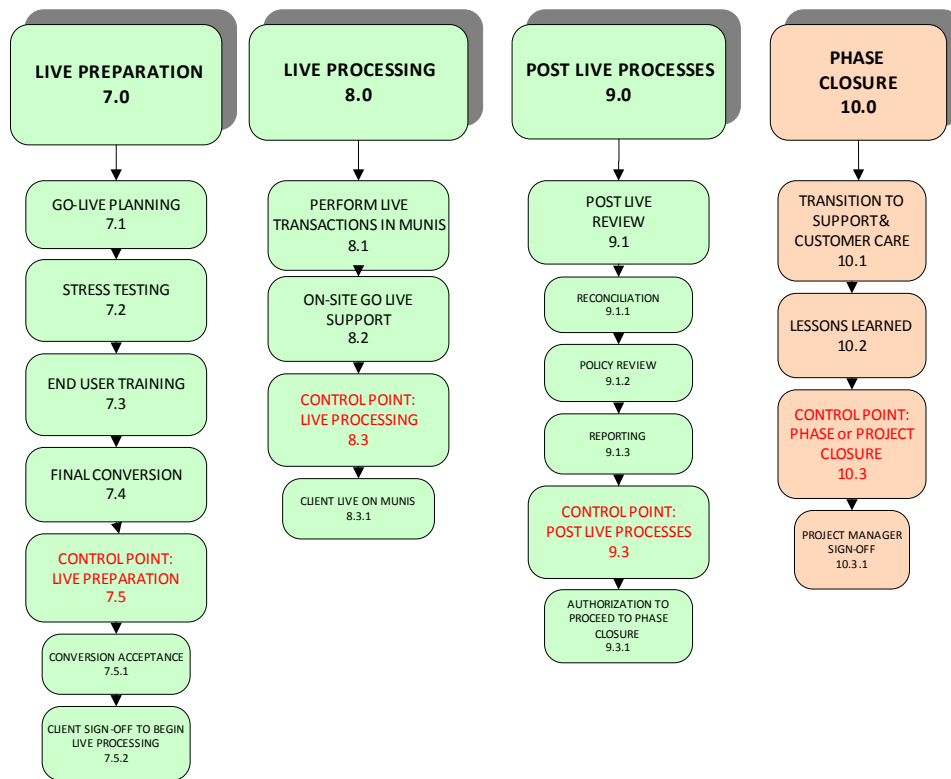 LIVE PREPARATION
7.0
GO-LIVE PLANNING
7.1
STRESS TESTING
7.2
END USER TRAINING
7.3
FINAL CONVERSION
7.4
CONTROL POINT:
LIVE PREPARATION
7.5
CONVERSION ACCEPTANCE
7.5.1
CLIENT SIGN-OFF TO BEGIN
LIVE PROCESSING
7.5.2
LIVE PROCESSING
8.0
PERFORM LIVE
TRANSACTIONS IN MUNIS
8.1
ON-SITE GO LIVE
SUPPORT
8.2
CONTROL POINT:
LIVE PROCESSING
8.3
CLIENT LIVE ON MUNIS
8.3.1
POST LIVE PROCESSES
9.0
POST LIVE
REVIEW
9.1
RECONCILIATION
9.1.1
POLICY REVIEW
9.1.2
REPORTING
9.1.3
CONTROL POINT:
POST LIVE PROCESSES
9.3
AUTHORIZATION TO
PROCEED TO PHASE
CLOSURE
9.3.1
PHASE
CLOSURE
10.0
TRANSITION TO
SUPPORT &
CUSTOMER CARE
10.1
LESSONS LEARNED
10.2
CONTROL POINT:
PHASE or PROJECT
CLOSURE
10.3
PROJECT MANAGER
SIGN-OFF
10.3.1